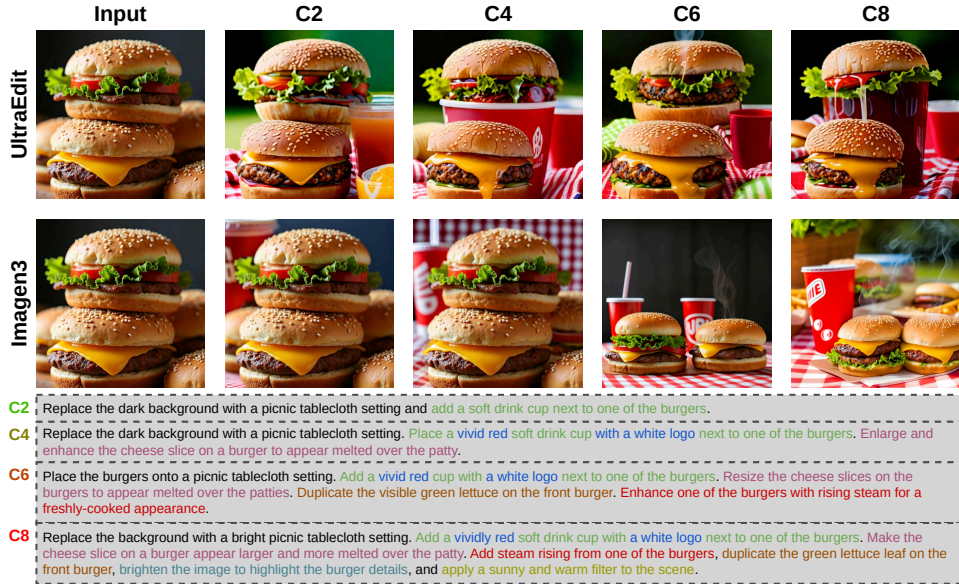 Input C2 C4 C6 C8
UltraEdit
Imagen3
C2 Replace the dark background with a picnic tablecloth setting and add a soft drink cup next to one of the burgers.
C4 Replace the dark background with a picnic tablecloth setting. Place a vivid red soft drink cup with a white logo next to one of the burgers. Enlarge and
enhance the cheese slice on a burger to appear melted over the patty.
C6 Place the burgers onto a picnic tablecloth setting. Add a vivid red cup with a white logo next to one of the burgers. Resize the cheese slices on the
burgers to appear melted over the patties. Duplicate the visible green lettuce on the front burger. Enhance one of the burgers with rising steam for a
freshly-cooked appearance.
C8 Replace the background with a bright picnic tablecloth setting. Add a vividly red soft drink cup with a white logo next to one of the burgers. Make the
cheese slice on a burger appear larger and more melted over the patty. Add steam rising from one of the burgers, duplicate the green lettuce leaf on the
front burger, brighten the image to highlight the burger details, and apply a sunny and warm filter to the scene.